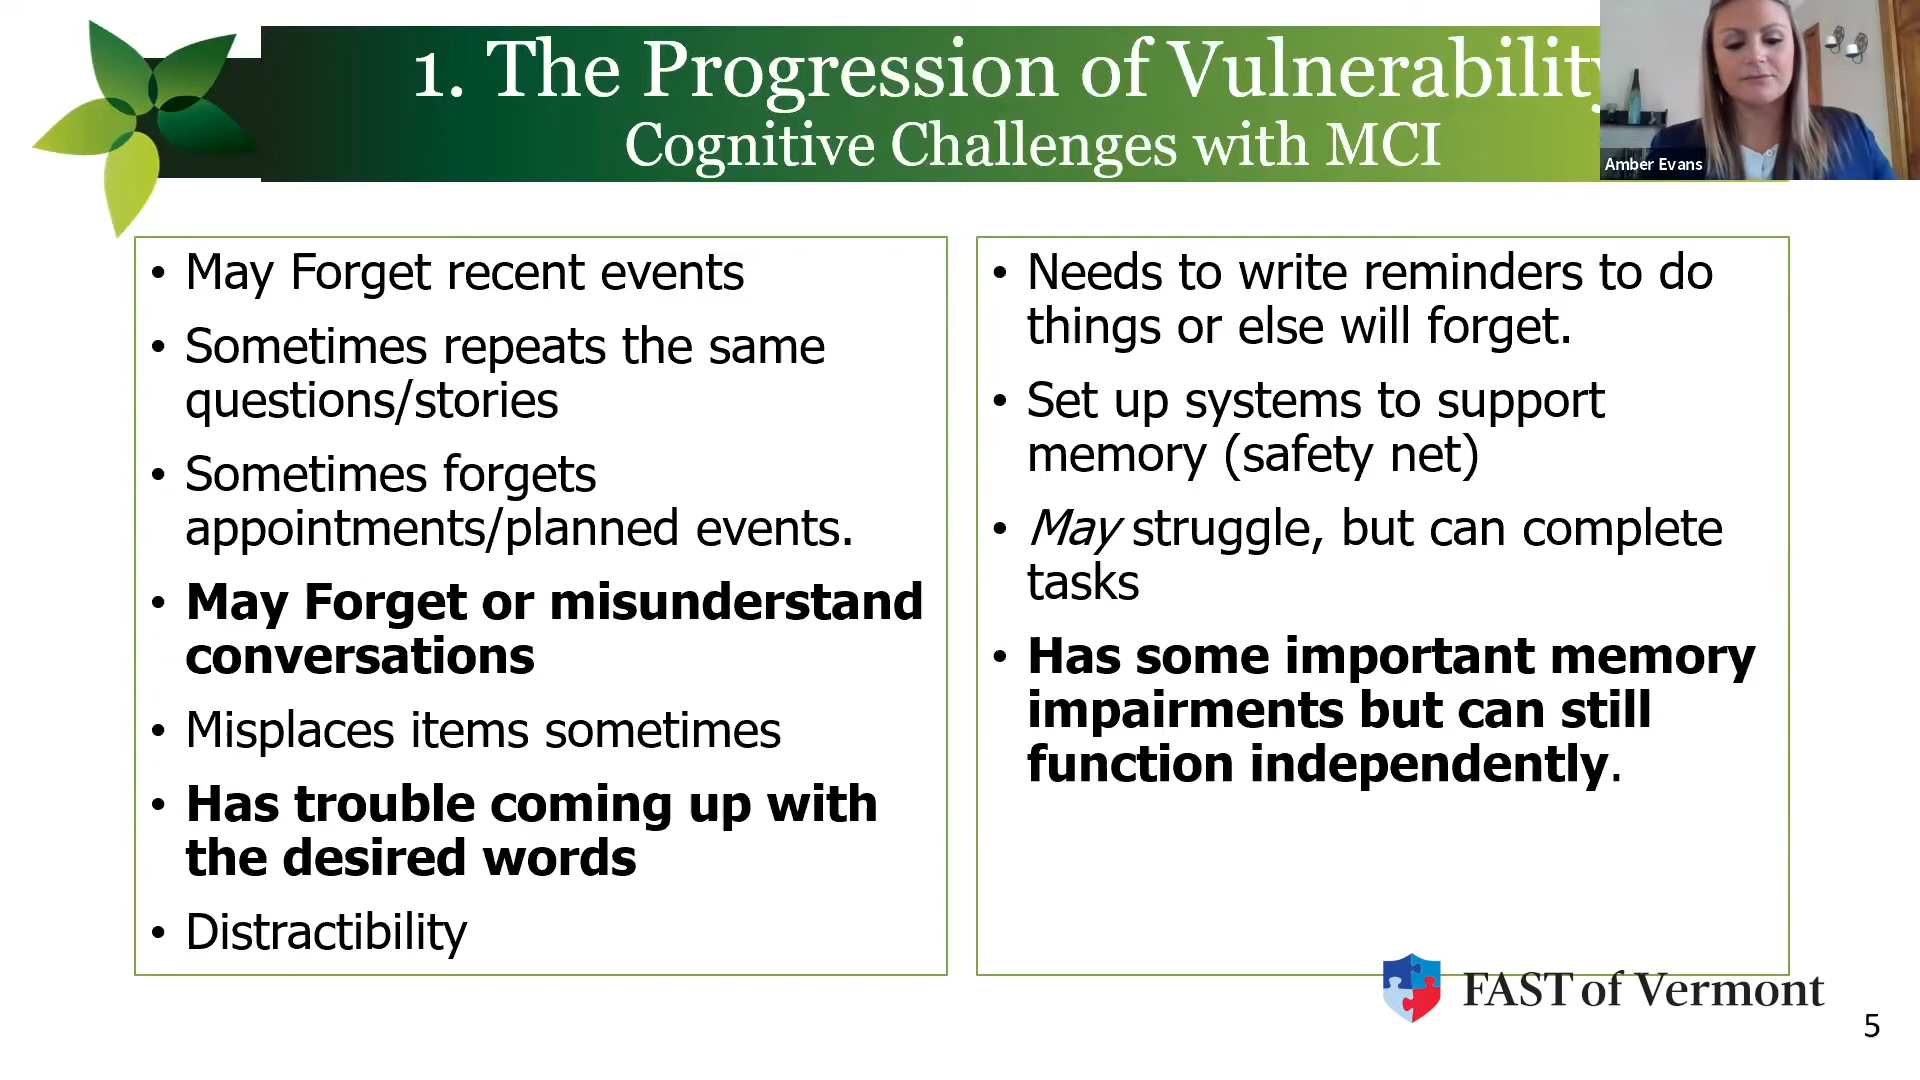 1. The Progression of Vulnerability
Cognitive Challenges with MCI
Amber Evans
• May Forget recent events
• Sometimes repeats the same
questions/stories
• Sometimes forgets
appointments/planned events.
• May Forget or misunderstand
conversations
• Misplaces items sometimes
• Has trouble coming up with
the desired words
• Distractibility
• Needs to write reminders to do
things or else will forget.
• Set up systems to support
memory (safety net)
• May struggle, but can complete
tasks
• Has some important memory
impairments but can still
function independently.
FAST of Vermont
5